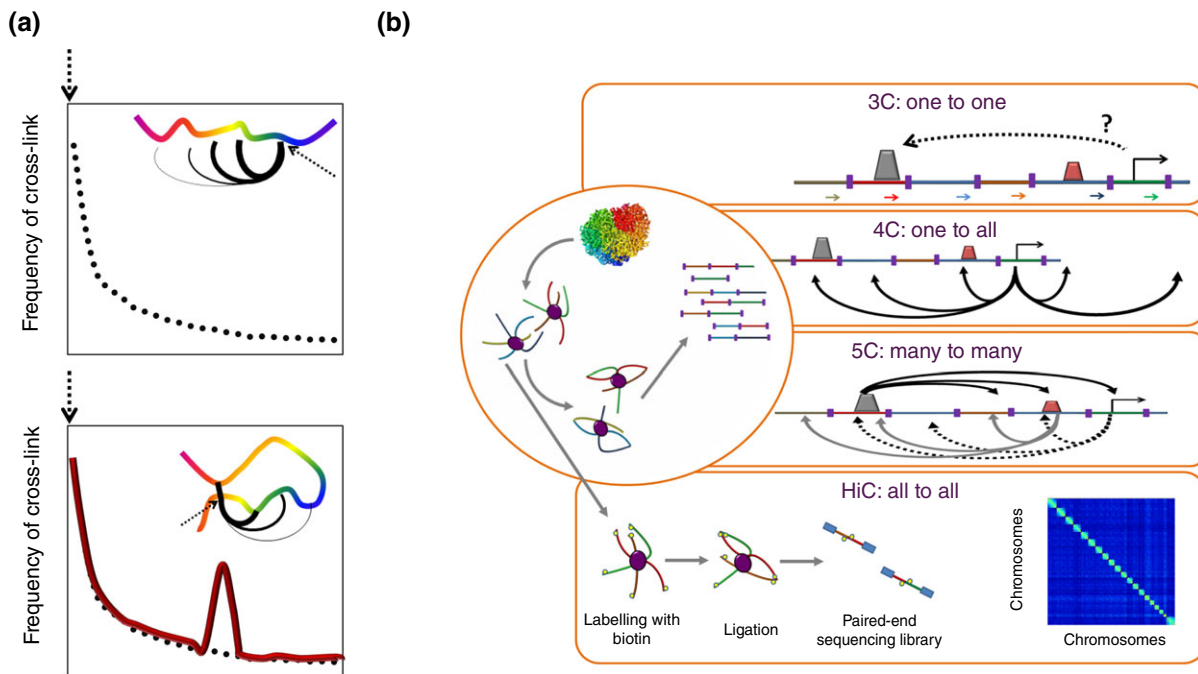 (a)
Frequency of cross-link
Frequency of cross-link
(b)
3C: one to one
?
4C: one to all
5C: many to many
HiC: all to all
Labelling with
biotin
Ligation
Paired-end
sequencing library
Chromosomes
Chromosomes